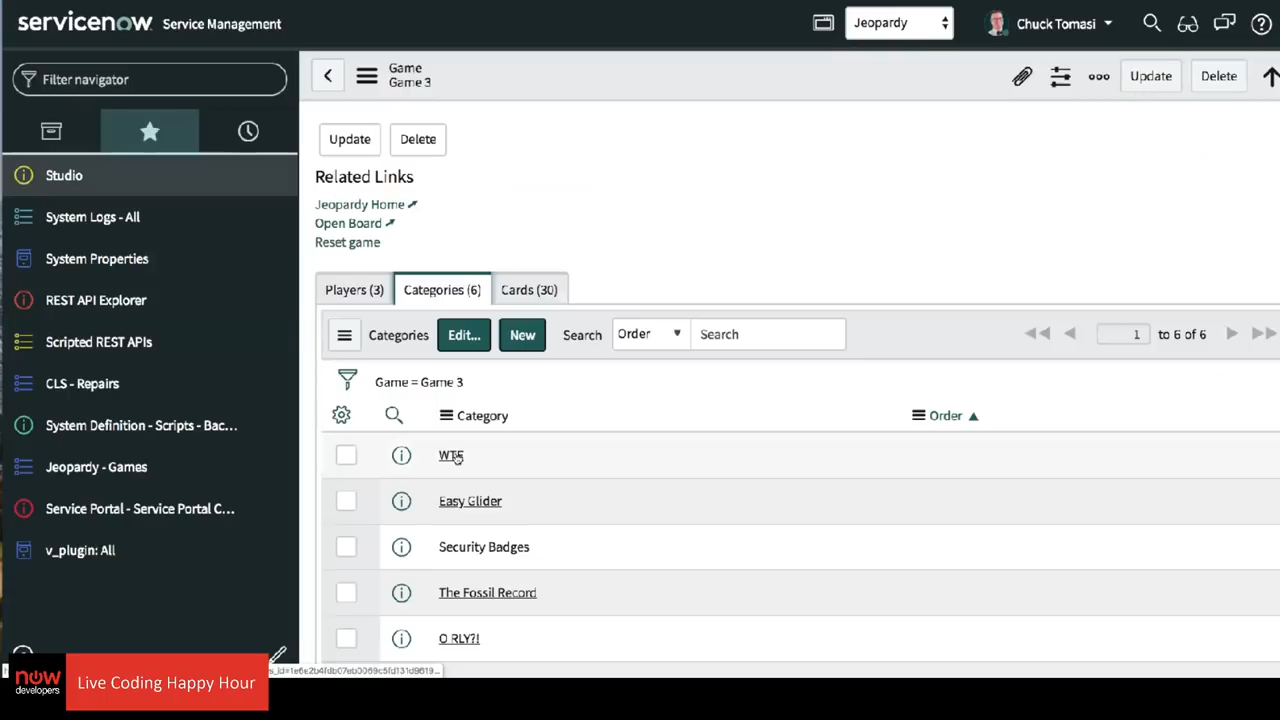 servicenow Service Management
Jeopardy
Chuck Tomasi
Filter navigator
Studio
System Logs - All
System Properties
REST API Explorer
Scripted REST APIs
CLS - Repairs
System Definition - Scripts - Bac...
Jeopardy - Games
Service Portal - Service Portal C...
v_plugin: All
Game
Game 3
Update
Delete
Update
Delete
Related Links
Jeopardy Home
Open Board
Reset game
Players (3)
Categories (6)
Cards (30)
Categories
Edit...
New
Search
Order
Search
1
to 6 of 6
Game = Game 3
Category
Order
Easy Glider
Security Badges
The Fossil Record
O RLY?!
now
developers
Live Coding Happy Hour